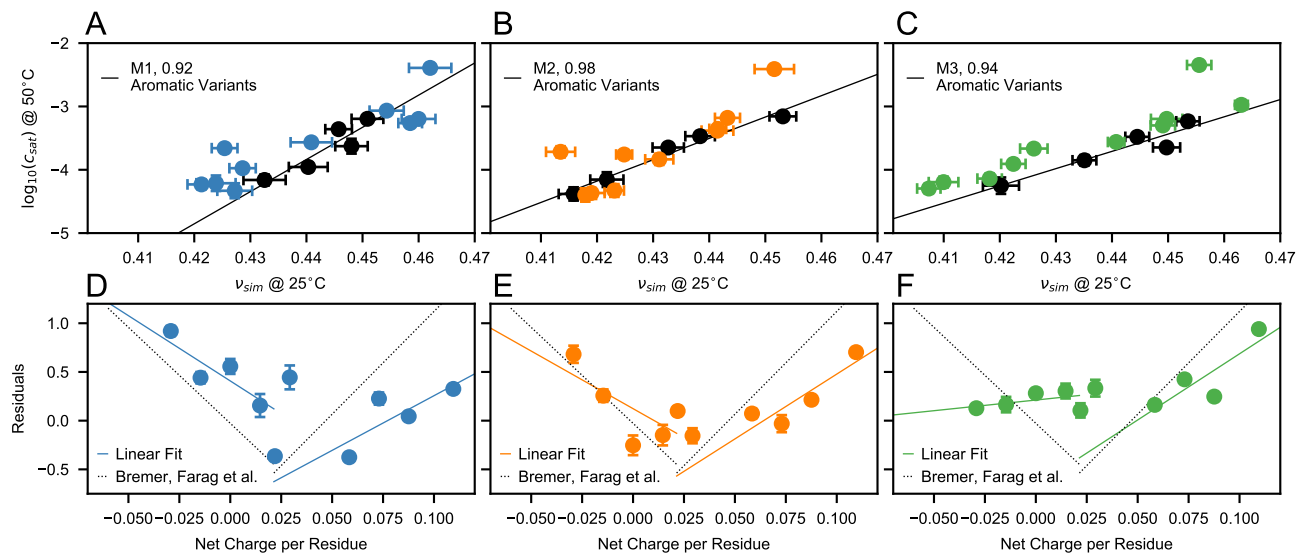 A
B
C
−2
−3
−4
−5
log10(csat) @ 50°C
M1, 0.92
Aromatic Variants
M2, 0.98
Aromatic Variants
M3, 0.94
Aromatic Variants
0.41 0.42 0.43 0.44 0.45 0.46 0.47
0.41 0.42 0.43 0.44 0.45 0.46 0.47
0.41 0.42 0.43 0.44 0.45 0.46 0.47
νsim @ 25°C
νsim @ 25°C
νsim @ 25°C
D
E
F
1.0
0.5
0.0
−0.5
Residuals
Linear Fit
Bremer, Farag et al.
Linear Fit
Bremer, Farag et al.
Linear Fit
Bremer, Farag et al.
−0.050 −0.025 0.000 0.025 0.050 0.075 0.100
−0.050 −0.025 0.000 0.025 0.050 0.075 0.100
−0.050 −0.025 0.000 0.025 0.050 0.075 0.100
Net Charge per Residue
Net Charge per Residue
Net Charge per Residue